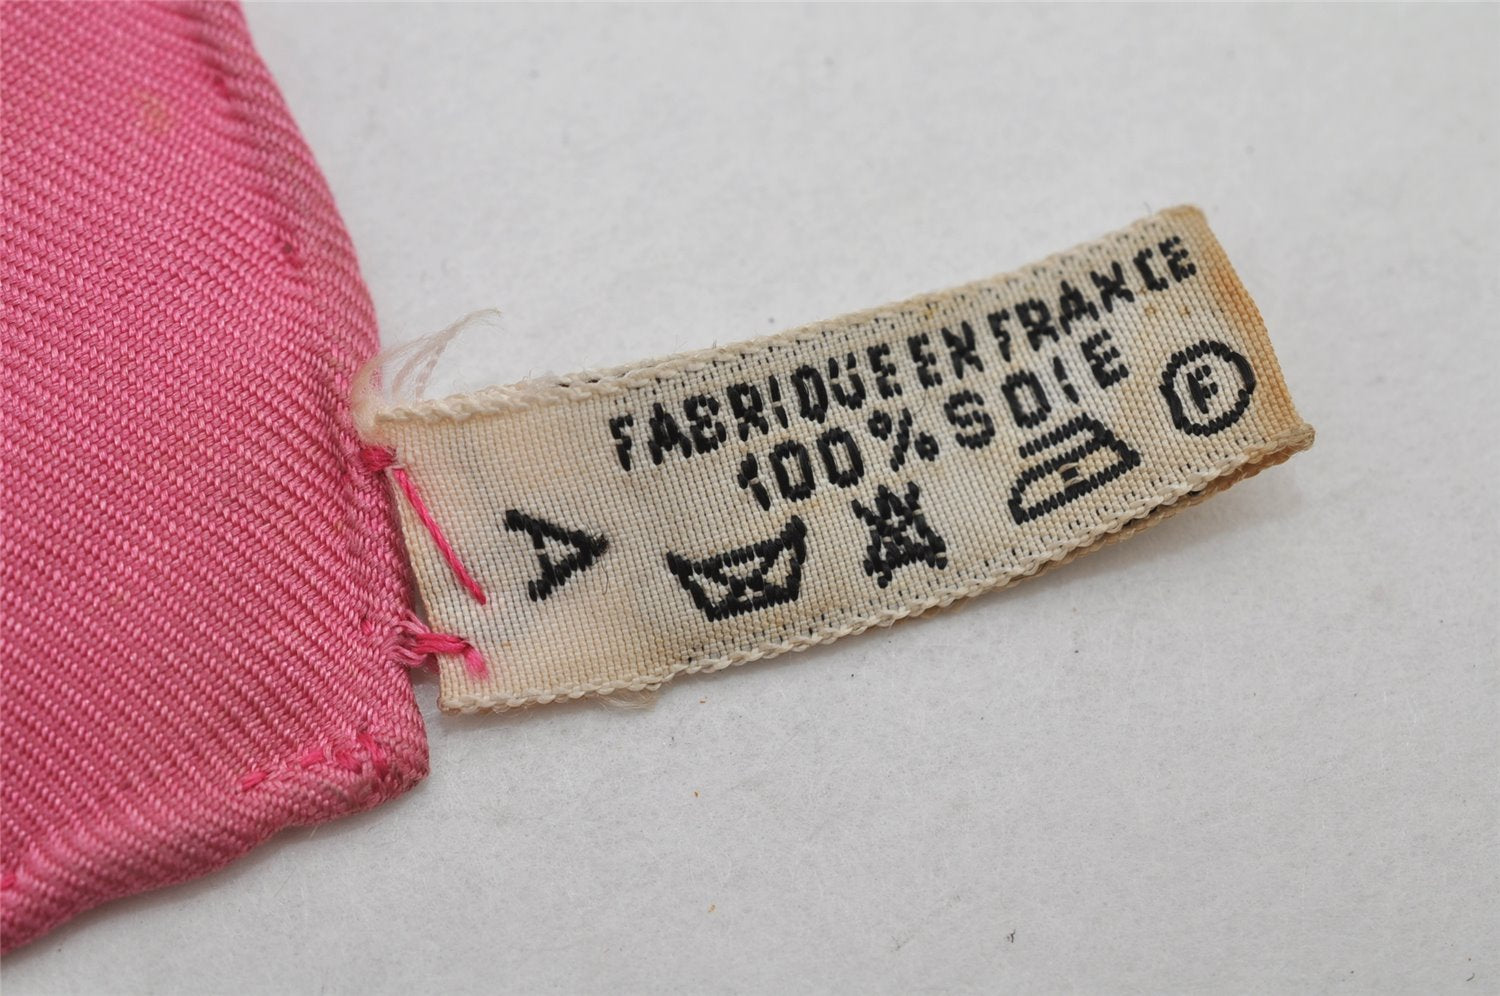 FABRIQUE EN FRANCE
100% SOIE
A
F